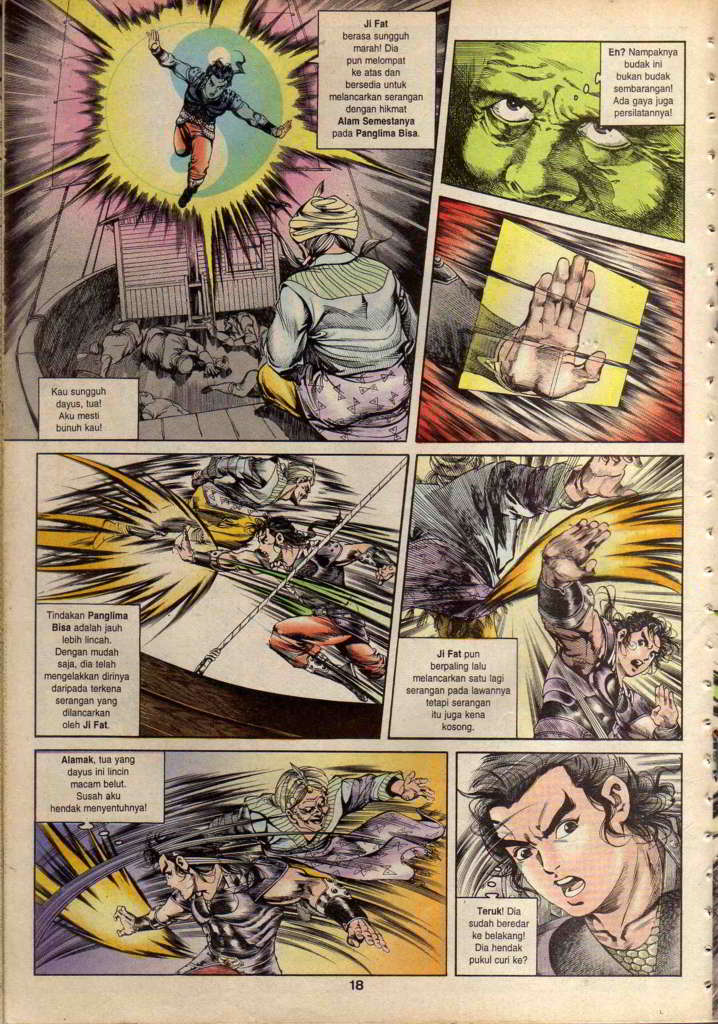 Ji Fat
berasa sungguh
marah! Dia
pun melompat
ke atas dan
bersedia untuk
melancarkan serangan
dengan hikmat
Alam Semestanya
pada Panglima Bisa.
Eh? Nampaknya
budak ini
bukan budak
sembarangan!
Ada gaya juga
persilatannya!
Kau sungguh
dayus, tua!
Aku mesti
bunuh kau!
Tindakan Panglima
Bisa adalah jauh
lebih lincah.
Dengan mudah
saja, dia telah
mengelakkan dirinya
daripada terkena
serangan yang
dilancarkan
oleh Ji Fat.
Ji Fat pun
berpaling lalu
melancarkan satu lagi
serangan pada lawannya
tetapi serangan
itu juga kena
kosong.
Alamak, tua yang
dayus ini lincin
macam belut.
Susah aku
hendak menyentuhnya!
Teruk! Dia
sudah beredar
ke belakang!
Dia hendak
pukul curi ke?
18